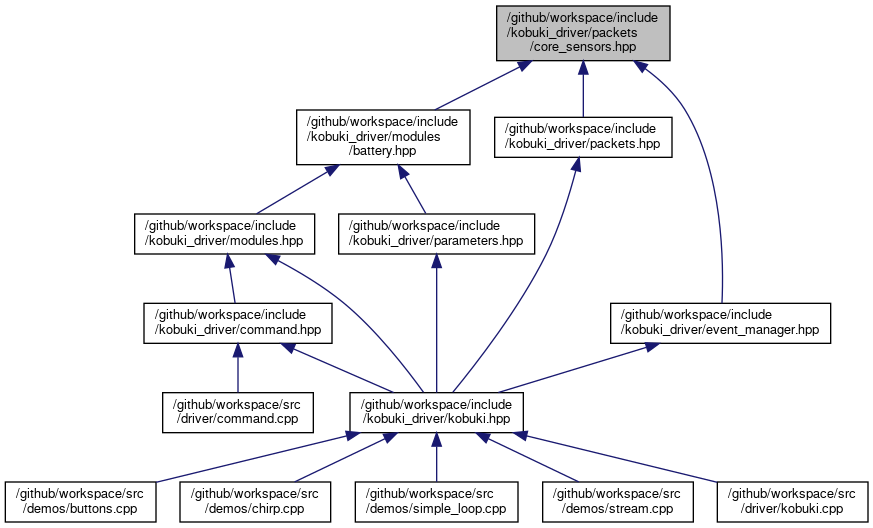 /github/workspace/include
/kobuki_driver/packets
/core_sensors.hpp
/github/workspace/include
/kobuki_driver/modules
/battery.hpp
/github/workspace/include
/kobuki_driver/packets.hpp
/github/workspace/include
/kobuki_driver/modules.hpp
/github/workspace/include
/kobuki_driver/parameters.hpp
/github/workspace/include
/kobuki_driver/command.hpp
/github/workspace/include
/kobuki_driver/event_manager.hpp
/github/workspace/src
/driver/command.cpp
/github/workspace/include
/kobuki_driver/kobuki.hpp
/github/workspace/src
/demos/buttons.cpp
/github/workspace/src
/demos/chirp.cpp
/github/workspace/src
/demos/simple_loop.cpp
/github/workspace/src
/demos/stream.cpp
/github/workspace/src
/driver/kobuki.cpp